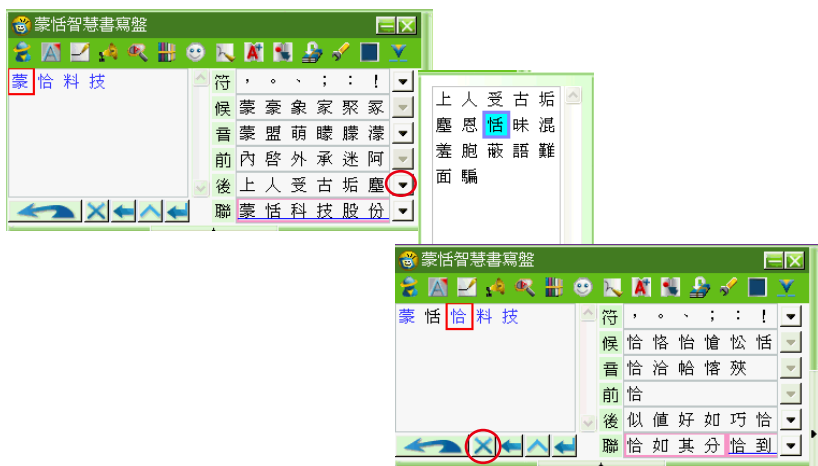 蒙恬智慧書寫盤
蒙恰料技
符 ， 。 、 ； ： ！
候 蒙 豪 象 家 聚 冢
音 蒙 盟 萌 矇 朦 濛
前 內 啓 外 承 迷 阿
後 上 人 受 古 垢 塵
聯 蒙恬科技股份
上 人 受 古 垢
塵 恩 恬 昧 混
羞 胞 蔽 語 難
面 騙
蒙恬智慧書寫盤
蒙恬恰料技
符 ， 。 、 ； ： ！
候 恰 恪 怡 愴 忪 恬
音 恰 洽 帢 愘
前 恰
後 似 值 好 如 巧 恰
聯 恰如其分 恰到